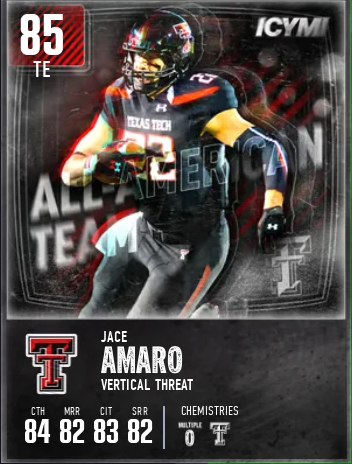 85
TE
ICYMI
TEXAS TECH
22
ALL-AMERICAN
TEAM
JACE
AMARO
VERTICAL THREAT
CTH MRR CIT SRR
84 82 83 82
CHEMISTRIES
MULTIPLE
0